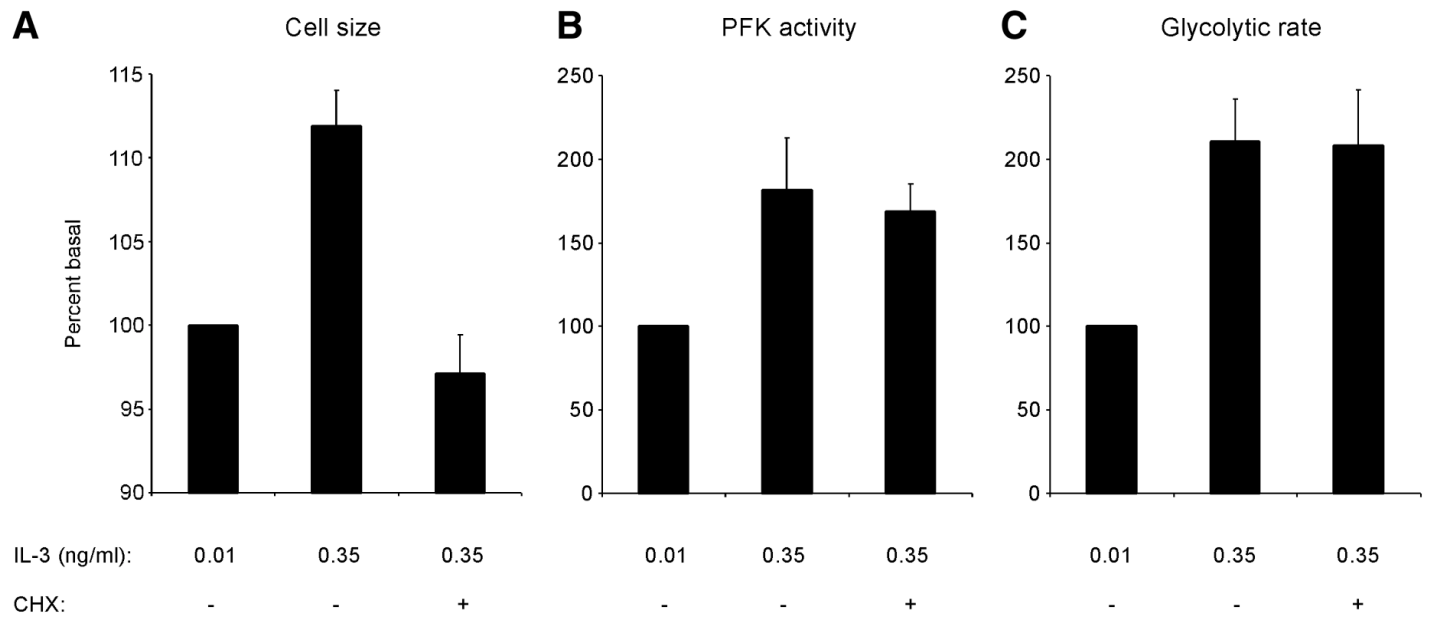 A Cell size B PFK activity C Glycolytic rate
115 250 250
110 200 200
105 150 150
Percent basal
100 100 100
95 50 50
90 0 0
IL-3 (ng/ml): 0.01 0.35 0.35 0.01 0.35 0.35 0.01 0.35 0.35
CHX: - - + - - + - - +